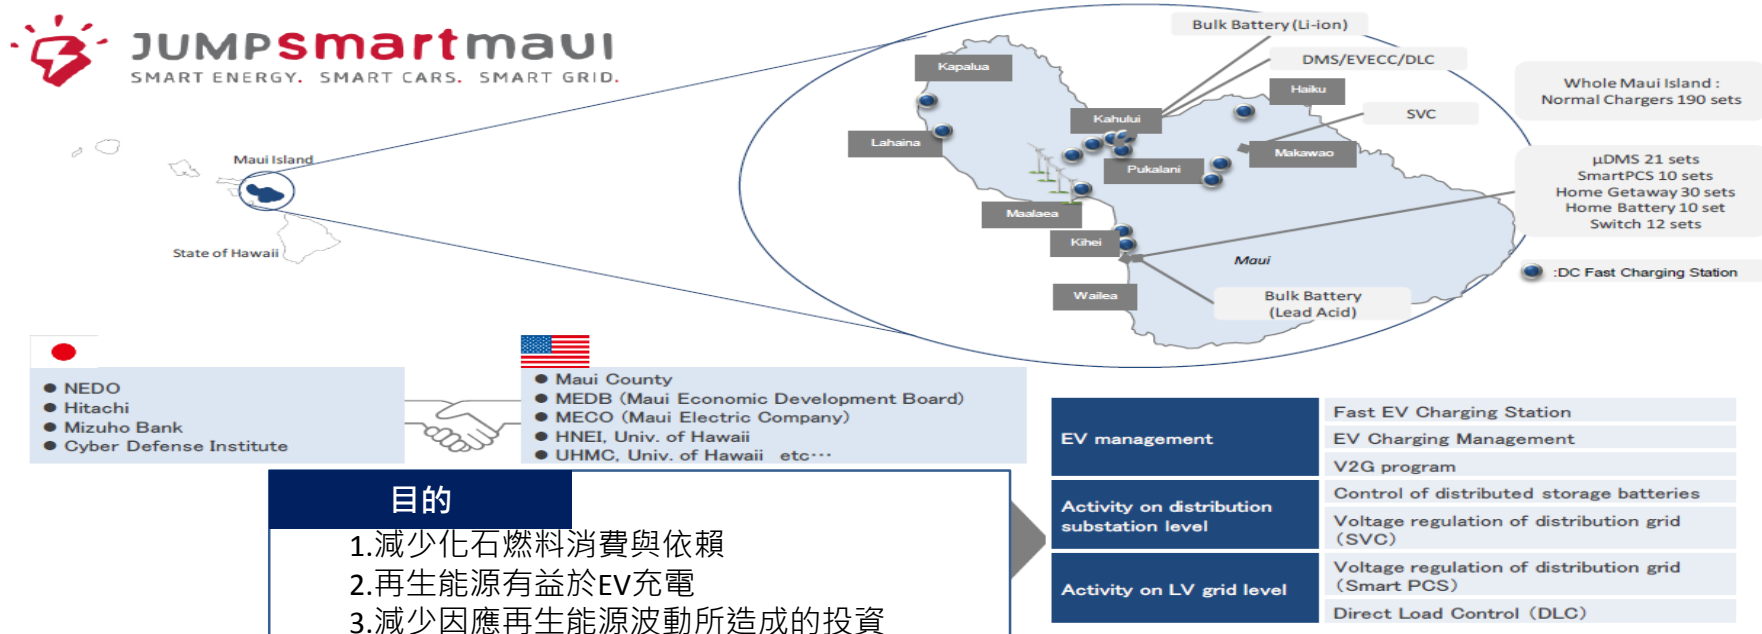 JUMPsmartmaui
SMART ENERGY. SMART CARS. SMART GRID.
Maui Island
State of Hawaii
Bulk Battery (Li-ion)
DMS/EVECC/DLC
Kapalua
Haiku
Whole Maui Island :
Normal Chargers 190 sets
SVC
Kahului
Lahaina
Makawao
Pukalani
μDMS 21 sets
SmartPCS 10 sets
Home Getaway 30 sets
Home Battery 10 set
Switch 12 sets
Maalaea
Kihei
Maui
:DC Fast Charging Station
Wailea
Bulk Battery
(Lead Acid)
● NEDO
● Hitachi
● Mizuho Bank
● Cyber Defense Institute
● Maui County
● MEDB (Maui Economic Development Board)
● MECO (Maui Electric Company)
● HNEI, Univ. of Hawaii
● UHMC, Univ. of Hawaii etc…
目的
1.減少化石燃料消費與依賴
2.再生能源有益於EV充電
3.減少因應再生能源波動所造成的投資
EV management
Fast EV Charging Station
EV Charging Management
V2G program
Activity on distribution
substation level
Control of distributed storage batteries
Voltage regulation of distribution grid
(SVC)
Activity on LV grid level
Voltage regulation of distribution grid
(Smart PCS)
Direct Load Control (DLC)